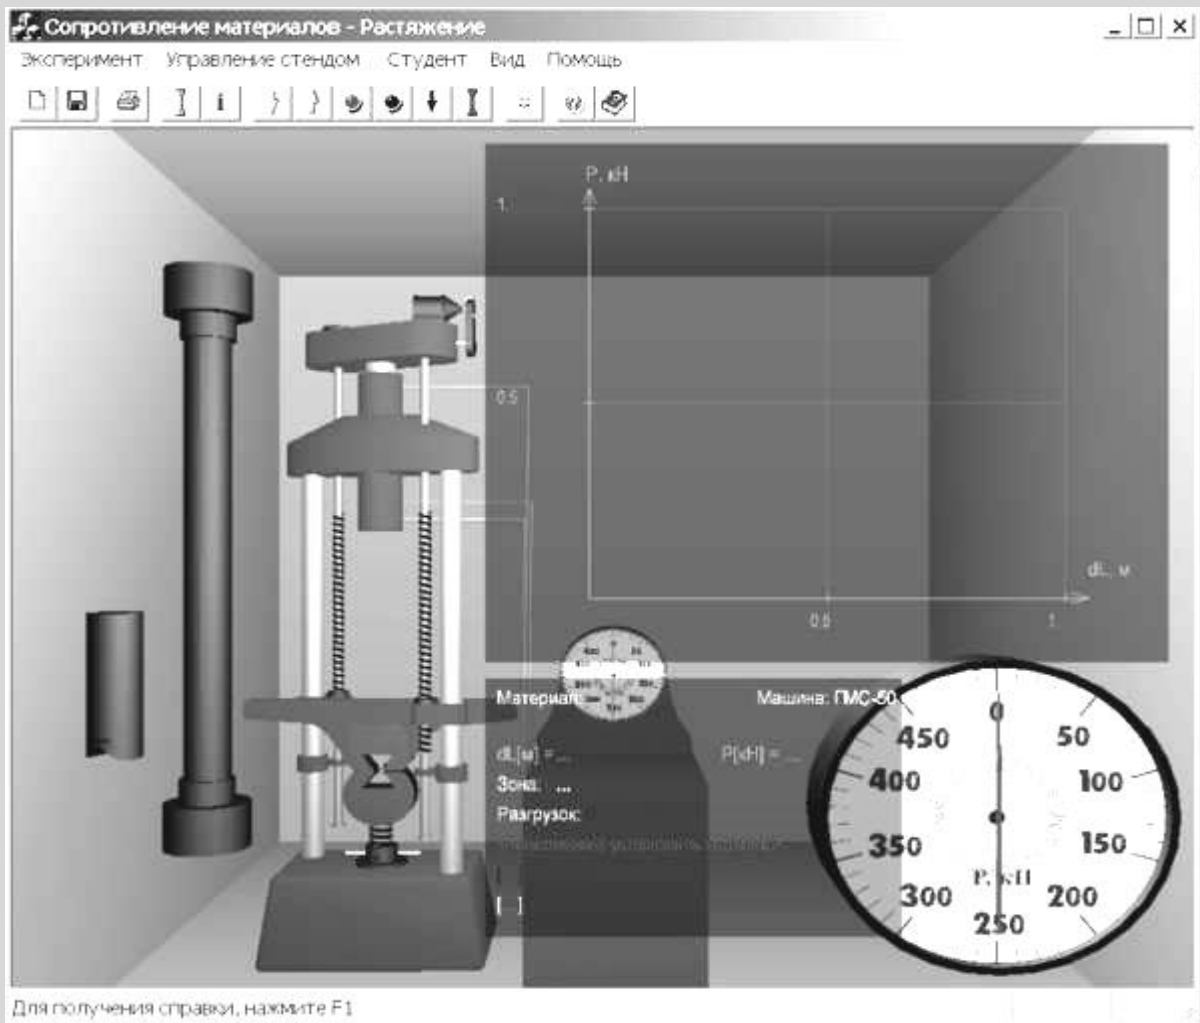 Сопротивление материалов - Растяжение
Эксперимент Управление стендом Студент Вид Помощь
P, кН
1.
0.5
dL, м
0.5 1
Материал: Машина: ГМС-50
dL[м] =... P[кН] = ...
Зона: ...
Разгрузок:
[...]
0
450 50
400 100
350 150
P, кН
300 200
250
Для получения справки, нажмите F1